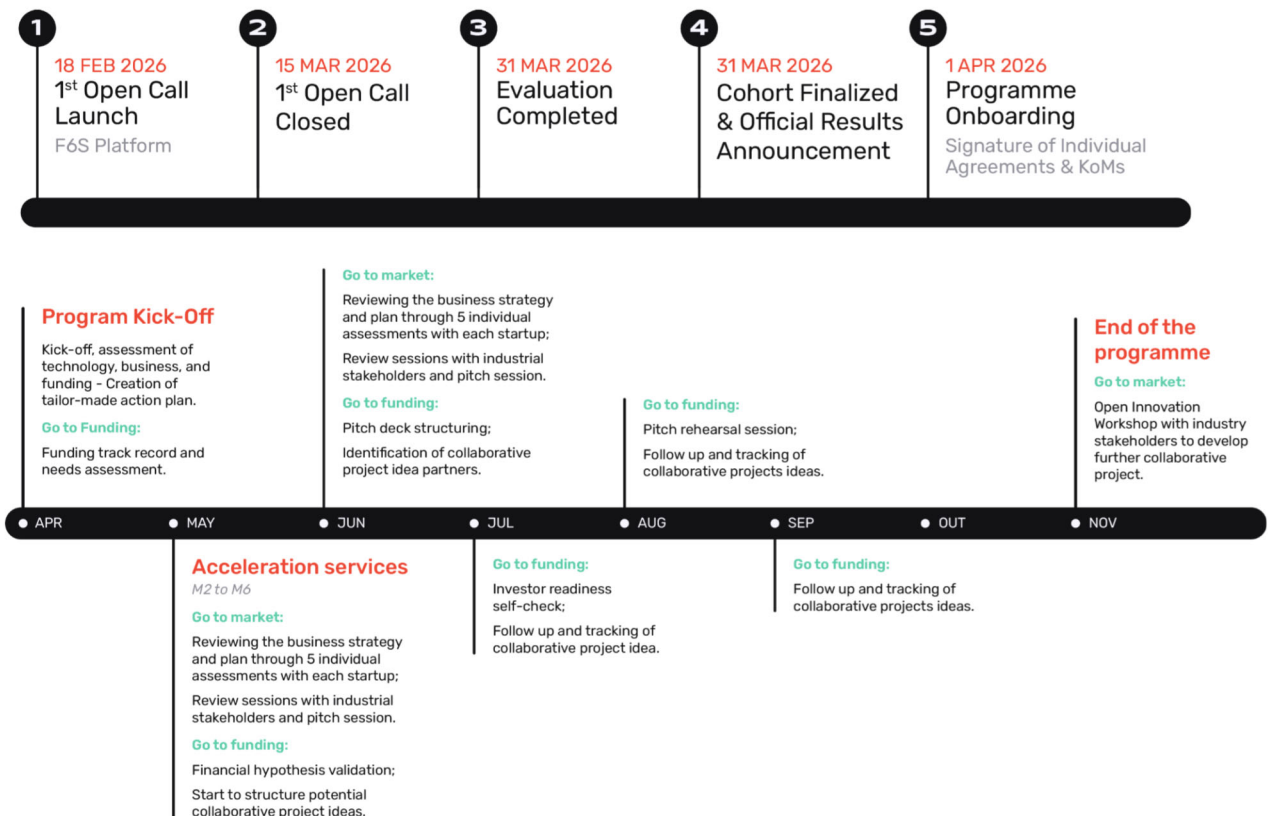 1
18 FEB 2026
1st Open Call
Launch
F6S Platform
2
15 MAR 2026
1st Open Call
Closed
3
31 MAR 2026
Evaluation
Completed
4
31 MAR 2026
Cohort Finalized
& Official Results
Announcement
5
1 APR 2026
Programme
Onboarding
Signature of Individual
Agreements & KoMs
Program Kick-Off
Kick-off, assessment of
technology, business, and
funding - Creation of
tailor-made action plan.
Go to Funding:
Funding track record and
needs assessment.
Go to market:
Reviewing the business strategy
and plan through 5 individual
assessments with each startup;
Review sessions with industrial
stakeholders and pitch session.
Go to funding:
Pitch deck structuring;
Identification of collaborative
project idea partners.
Go to funding:
Pitch rehearsal session;
Follow up and tracking of
collaborative projects ideas.
End of the
programme
Go to market:
Open Innovation
Workshop with industry
stakeholders to develop
further collaborative
project.
APR
MAY
JUN
JUL
AUG
SEP
OUT
NOV
Acceleration services
M2 to M6
Go to market:
Reviewing the business strategy
and plan through 5 individual
assessments with each startup;
Review sessions with industrial
stakeholders and pitch session.
Go to funding:
Financial hypothesis validation;
Start to structure potential
collaborative project ideas.
Go to funding:
Investor readiness
self-check;
Follow up and tracking of
collaborative project idea.
Go to funding:
Follow up and tracking of
collaborative projects ideas.